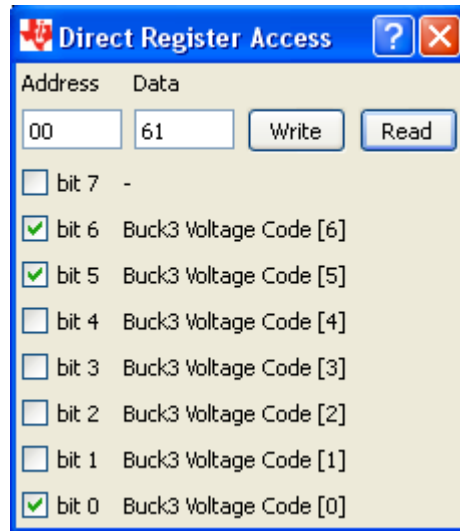 Direct Register Access ?
Address Data
00 61 Write Read
bit 7 -
bit 6 Buck3 Voltage Code [6]
bit 5 Buck3 Voltage Code [5]
bit 4 Buck3 Voltage Code [4]
bit 3 Buck3 Voltage Code [3]
bit 2 Buck3 Voltage Code [2]
bit 1 Buck3 Voltage Code [1]
bit 0 Buck3 Voltage Code [0]